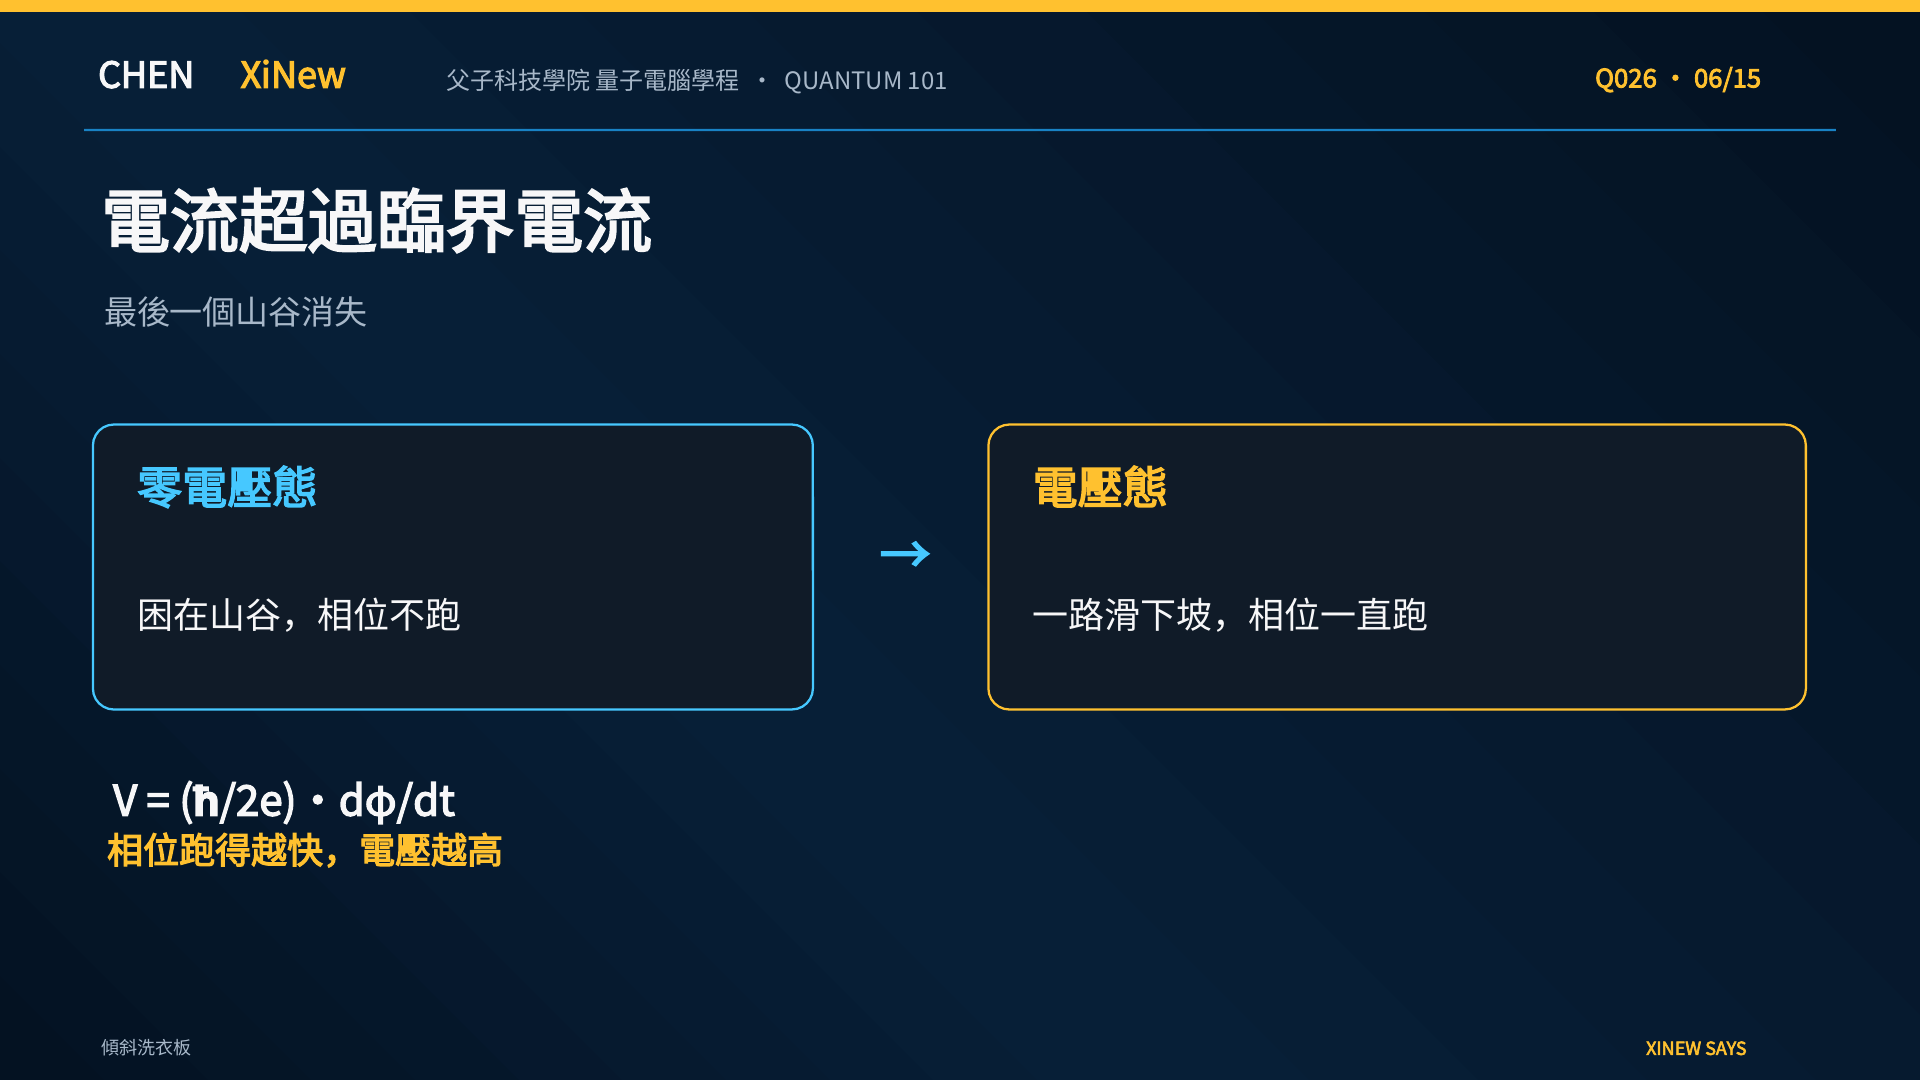 CHEN XiNew 父子科技學院 量子電腦學程 · QUANTUM 101 Q026 · 06/15
電流超過臨界電流
最後一個山谷消失
零電壓態
困在山谷，相位不跑
→
電壓態
一路滑下坡，相位一直跑
V = (ħ/2e) · dϕ/dt
相位跑得越快，電壓越高
傾斜洗衣板
XINEW SAYS